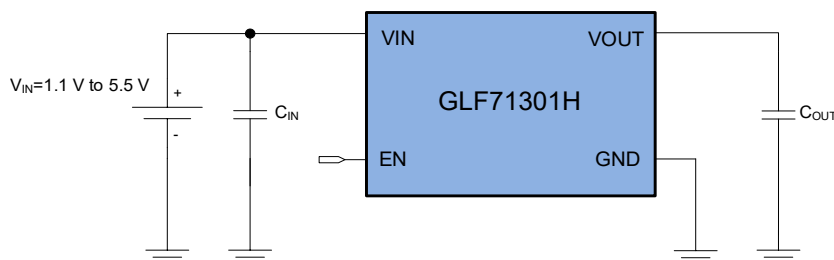 VIN
VOUT
V_IN=1.1 V to 5.5 V
+
-
C_IN
GLF71301H
C_OUT
EN
GND